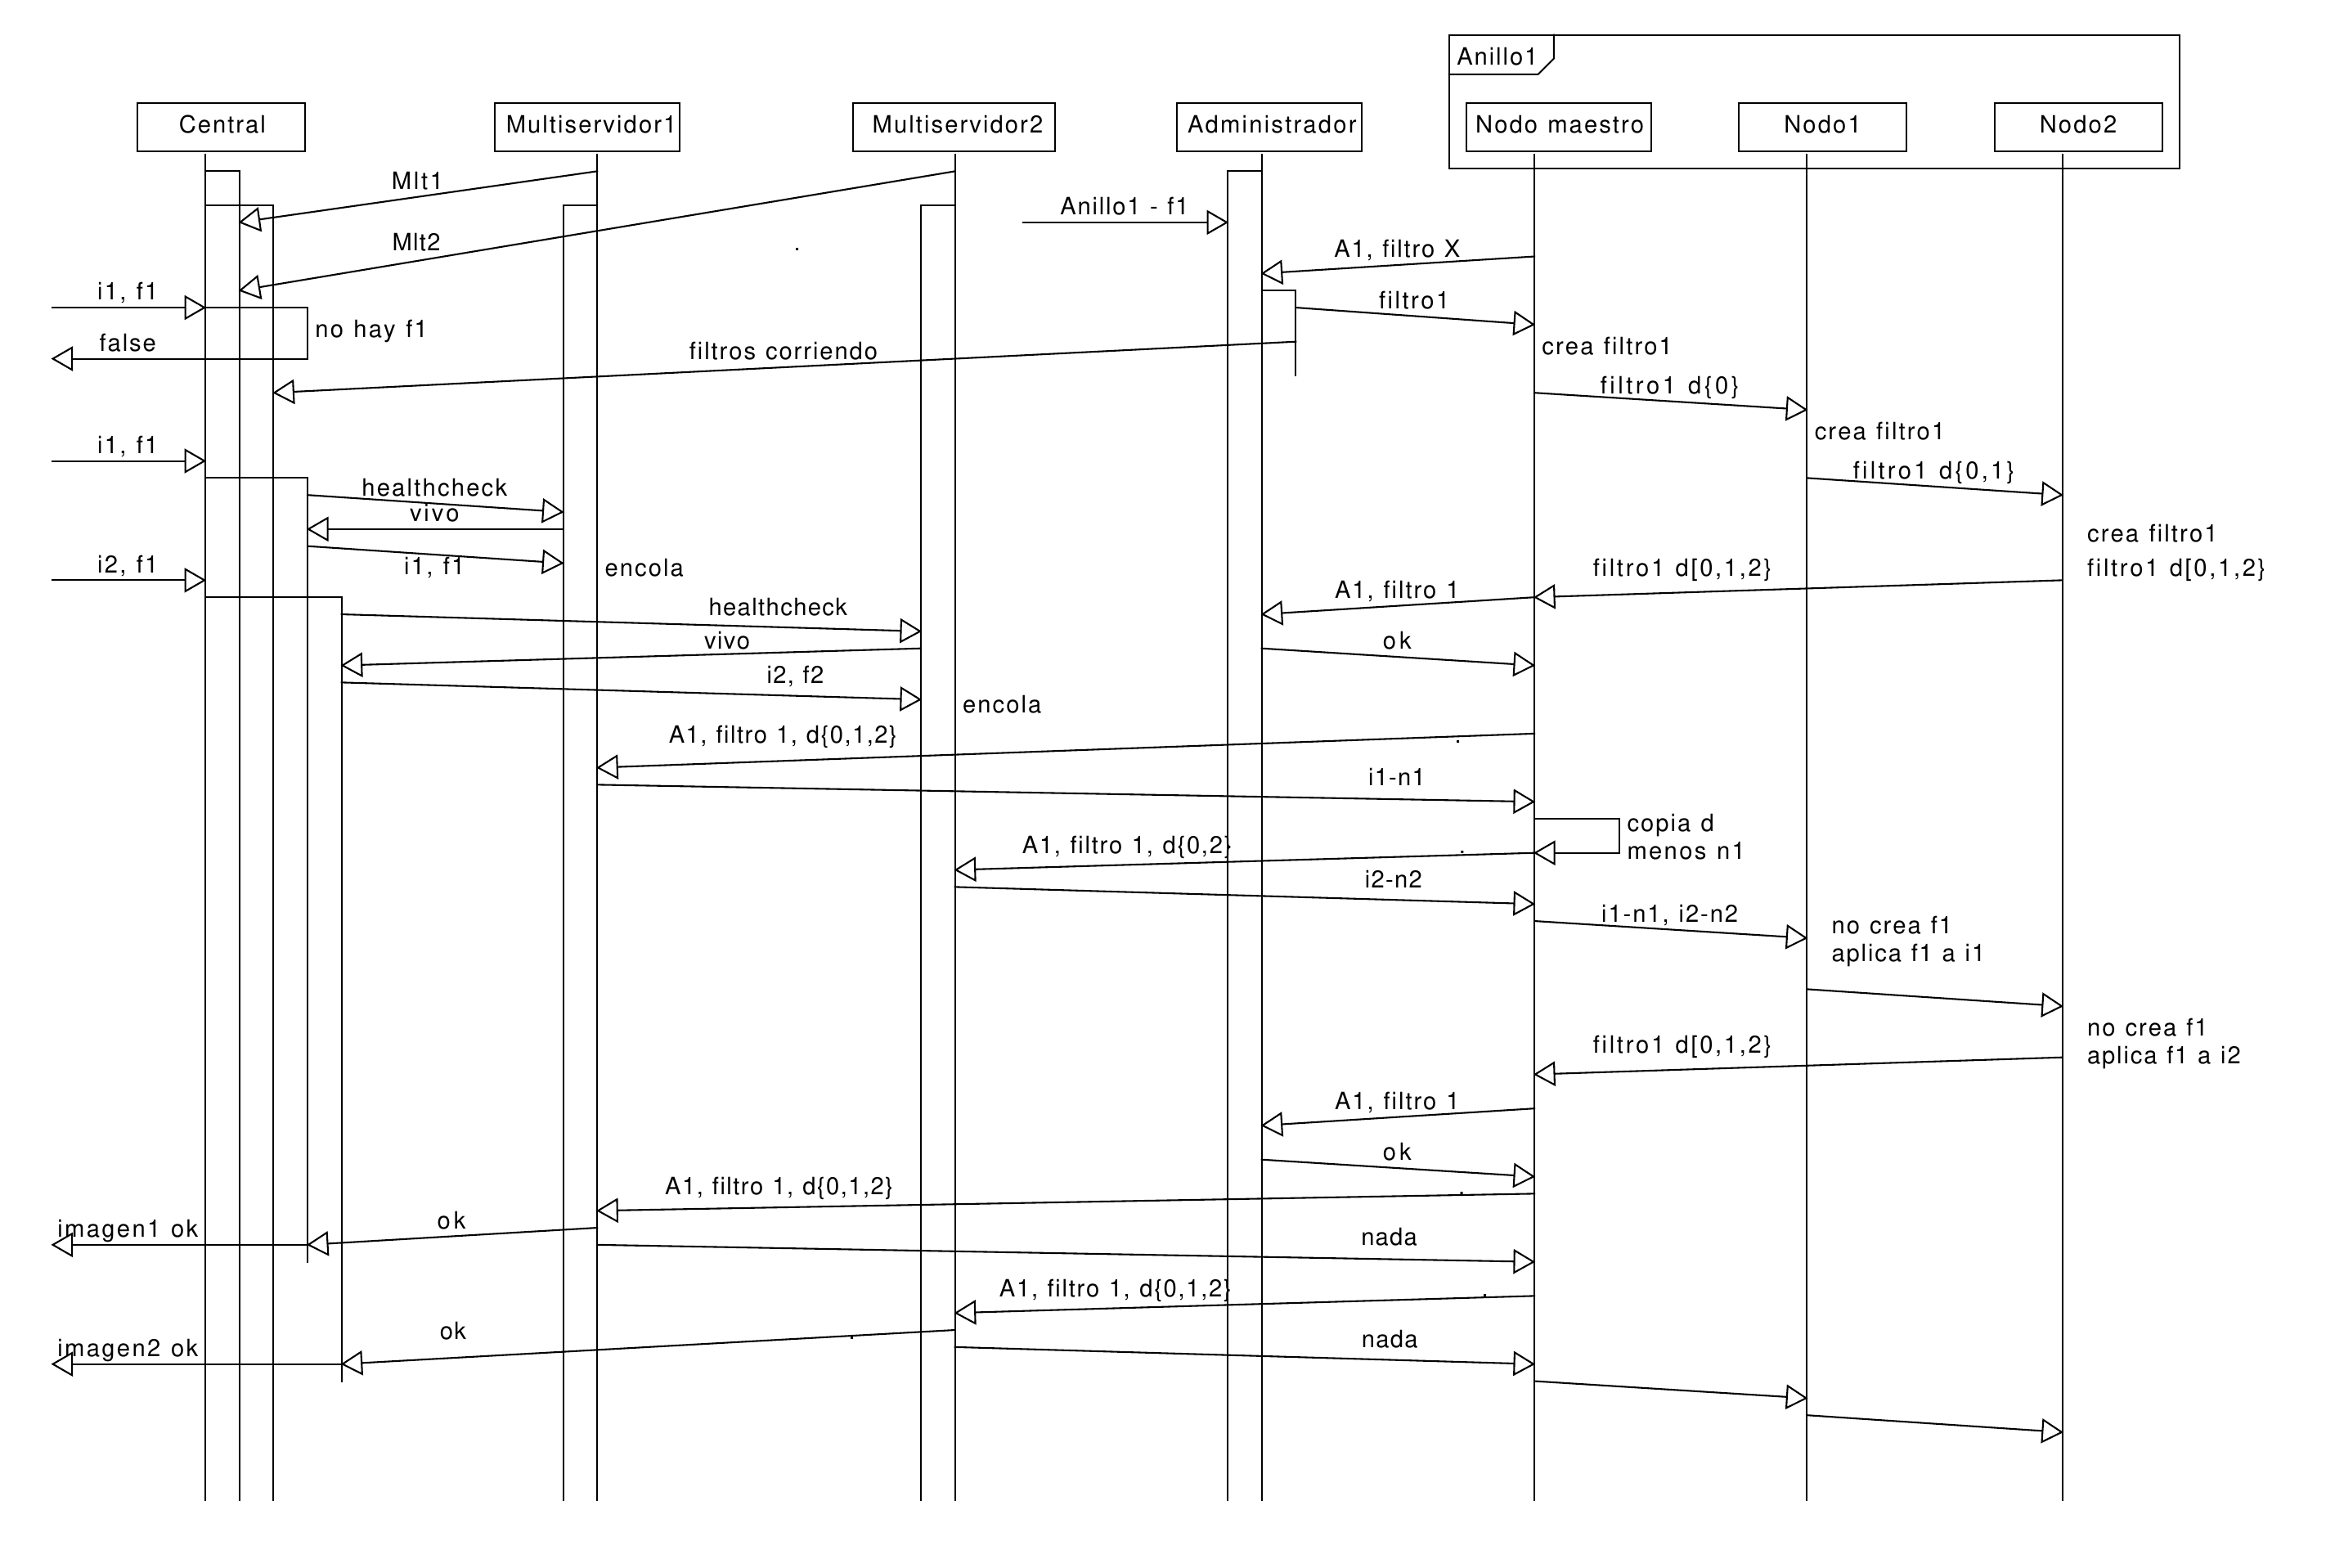 Anillo1
Central
Multiservidor1
Multiservidor2
Administrador
Nodo maestro
Nodo1
Nodo2
Mlt1
Anillo1 - f1
Mlt2
A1, filtro X
i1, f1
filtro1
no hay f1
false
filtros corriendo
crea filtro1
filtro1 d{0}
crea filtro1
i1, f1
filtro1 d{0,1}
healthcheck
vivo
crea filtro1
i2, f1
i1, f1
encola
filtro1 d[0,1,2}
filtro1 d[0,1,2}
A1, filtro 1
healthcheck
vivo
ok
i2, f2
encola
A1, filtro 1, d{0,1,2}
i1-n1
copia d
menos n1
A1, filtro 1, d{0,2}
i2-n2
i1-n1, i2-n2
no crea f1
aplica f1 a i1
no crea f1
aplica f1 a i2
filtro1 d[0,1,2}
A1, filtro 1
ok
A1, filtro 1, d{0,1,2}
imagen1 ok
ok
nada
A1, filtro 1, d{0,1,2}
imagen2 ok
ok
nada